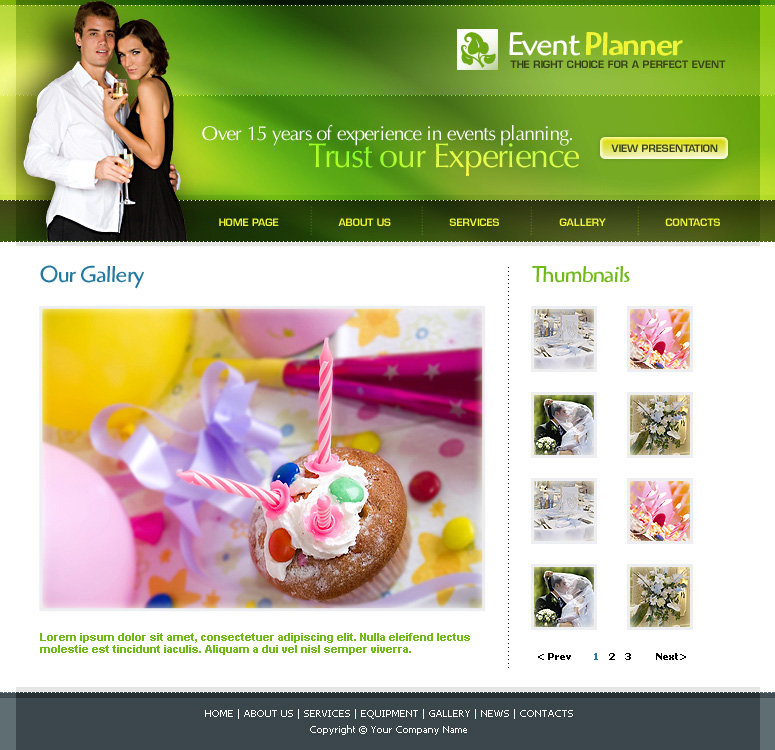 Event Planner
THE RIGHT CHOICE FOR A PERFECT EVENT
Over 15 years of experience in events planning.
Trust our Experience
VIEW PRESENTATION
HOME PAGE
ABOUT US
SERVICES
GALLERY
CONTACTS
Our Gallery
Lorem ipsum dolor sit amet, consectetuer adipiscing elit. Nulla eleifend lectus
molestie est tincidunt iaculis. Aliquam a dui vel nisl semper viverra.
Thumbnails
< Prev 1 2 3 Next>
HOME | ABOUT US | SERVICES | EQUIPMENT | GALLERY | NEWS | CONTACTS
Copyright © Your Company Name